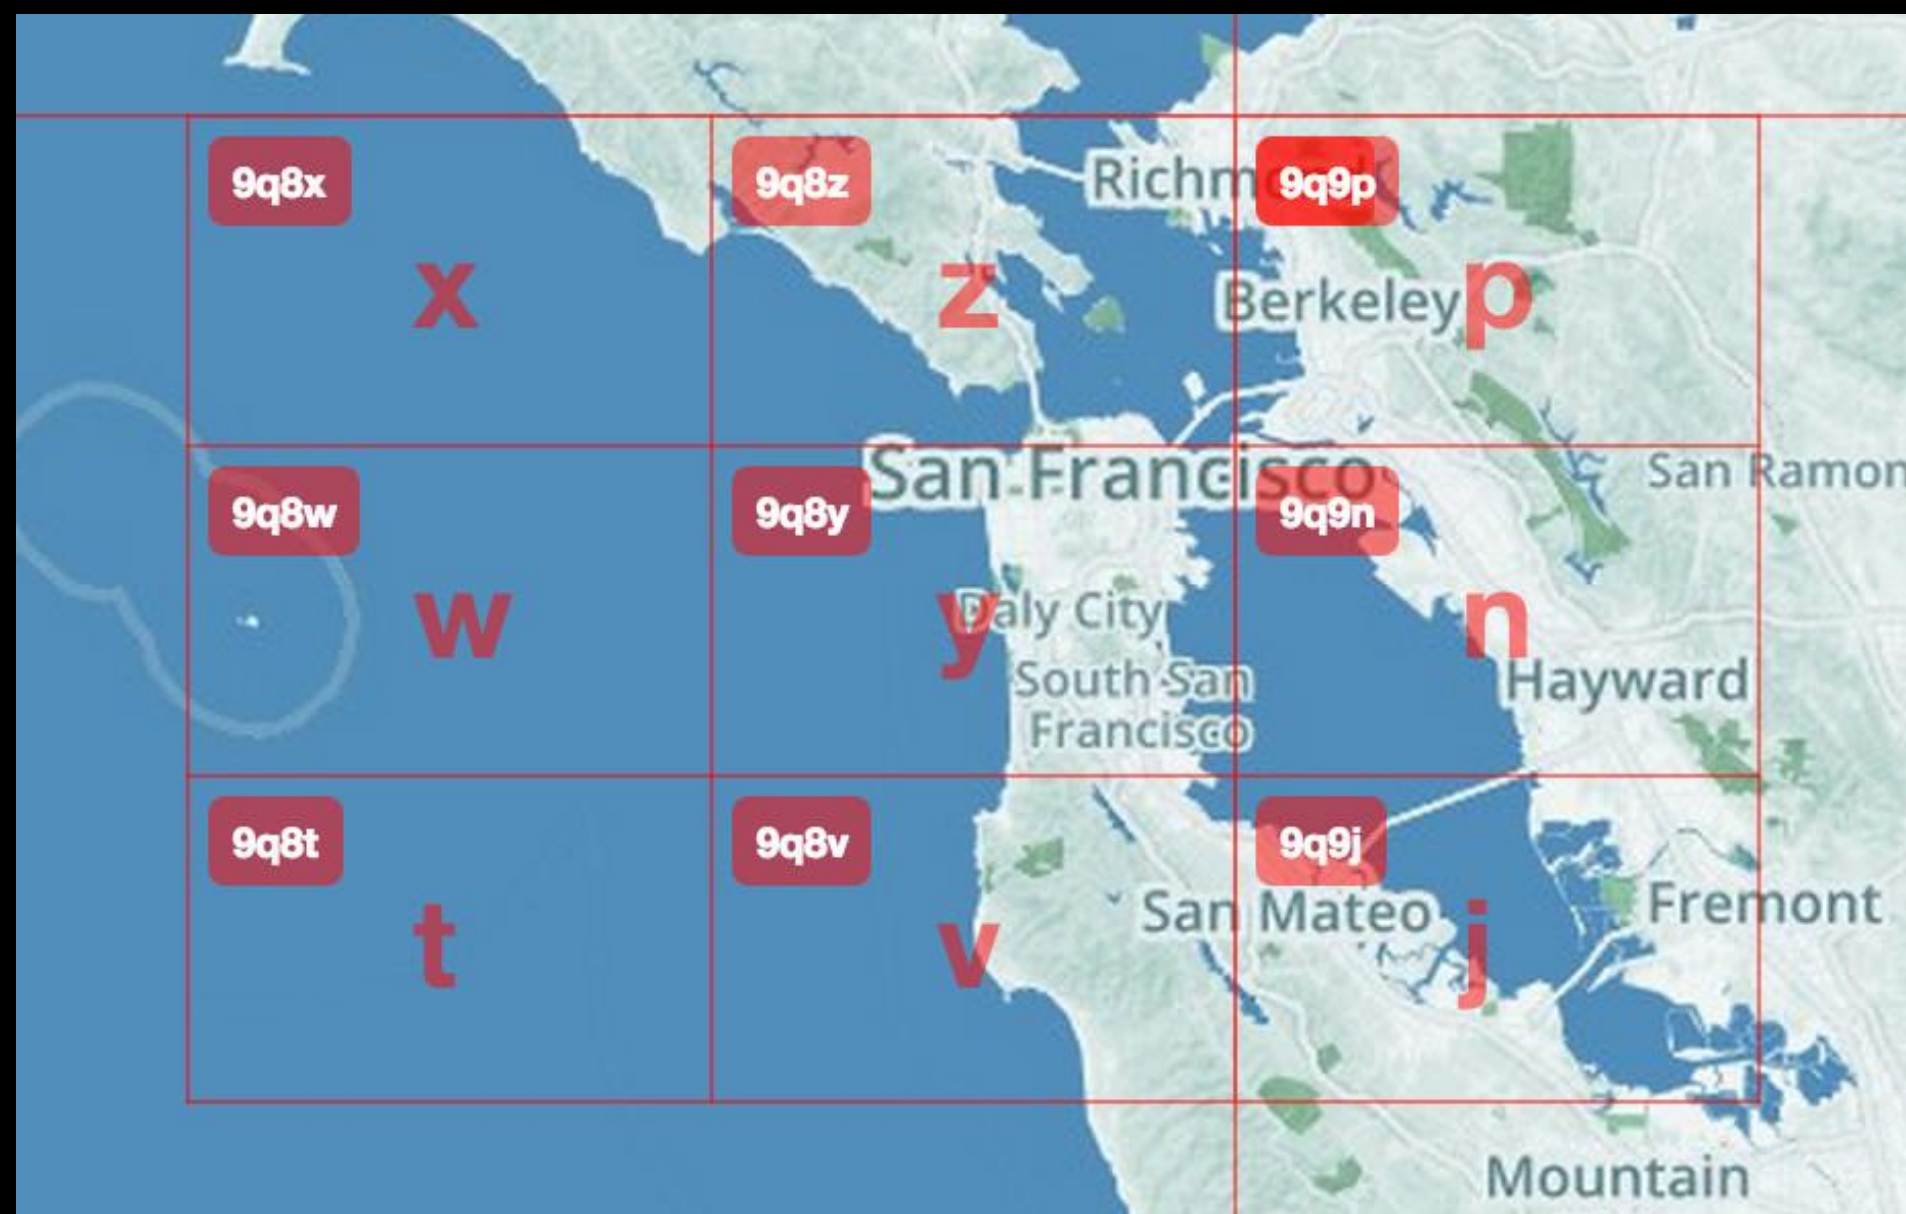 9q8x
9q8z
Richm
9q9p
x
z
Berkeley
p
San Francisco
San Ramon
9q8w
9q8y
9q9n
w
y
Daly City
n
South San
Francisco
Hayward
9q8t
9q8v
9q9j
San Mateo
Fremont
t
v
j
Mountain